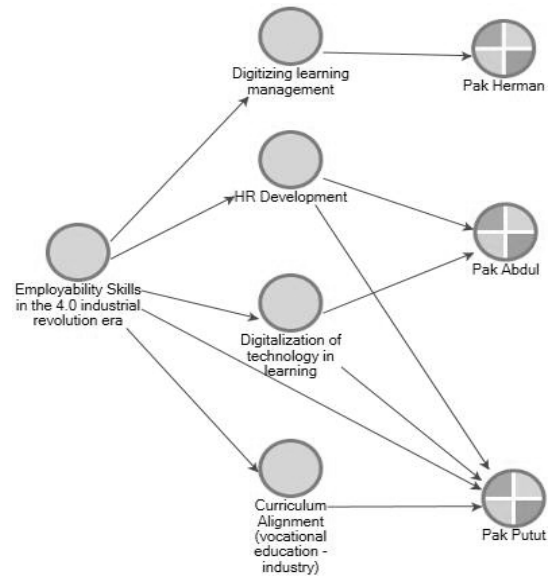 Digitizing learning
management
Pak Herman
HR Development
Pak Abdul
Employability Skills
in the 4.0 industrial
revolution era
Digitalization of
technology in
learning
Curriculum
Alignment
(vocational
education -
industry)
Pak Putut